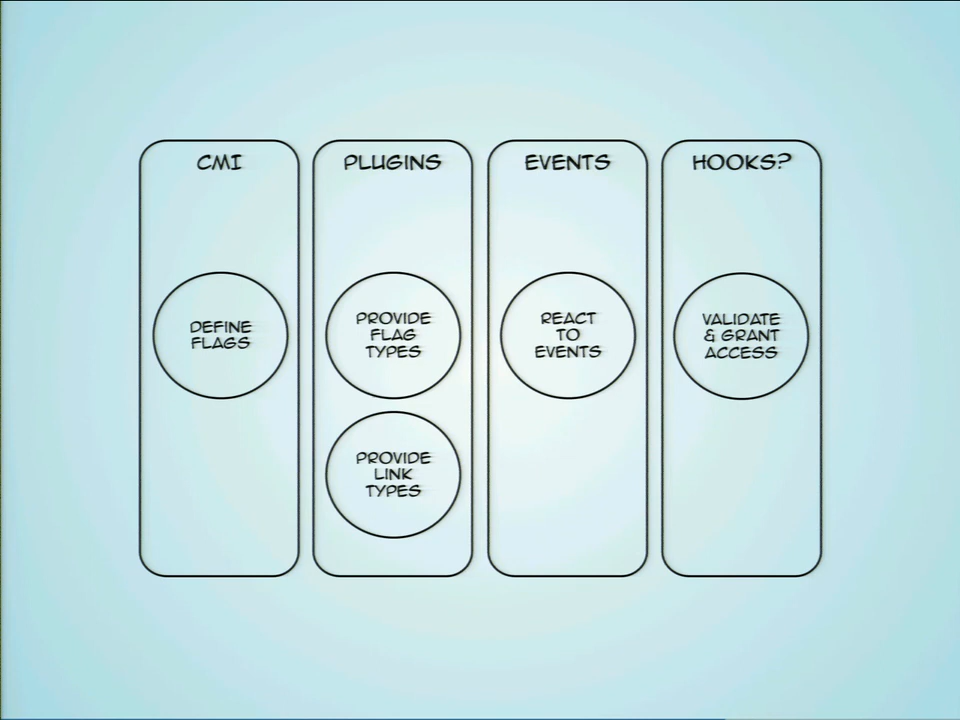 CMI
DEFINE
FLAGS
PLUGINS
PROVIDE
FLAG
TYPES
PROVIDE
LINK
TYPES
EVENTS
REACT
TO
EVENTS
HOOKS?
VALIDATE
& GRANT
ACCESS